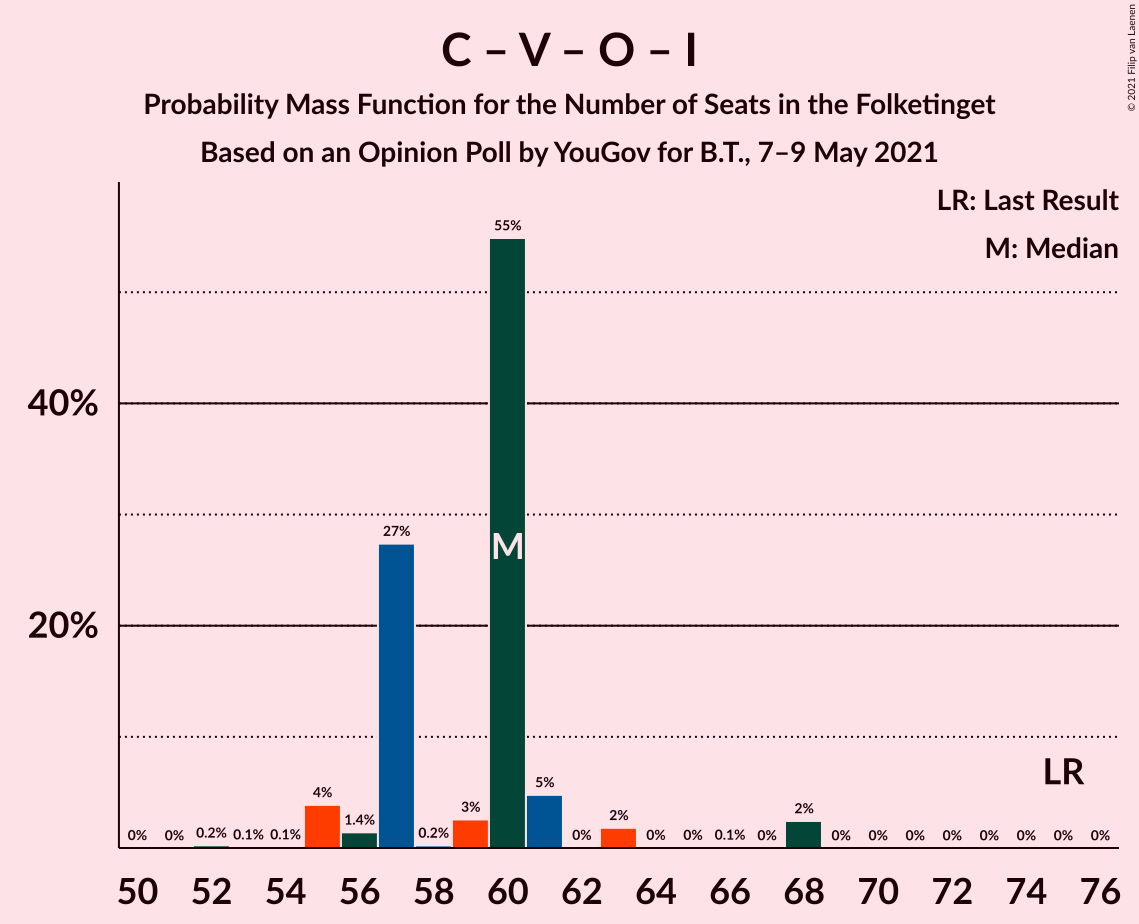 C – V – O – I
Probability Mass Function for the Number of Seats in the Folketinget
Based on an Opinion Poll by YouGov for B.T., 7–9 May 2021
© 2021 Filip van Laenen
LR: Last Result
M: Median
40%
20%
0% 0% 0.2% 0.1% 0.1% 4% 1.4% 27% 0.2% 3% 55% 5% 0% 2% 0% 0% 0.1% 0% 2% 0% 0% 0% 0% 0% 0% 0% 0%
M
LR
50 52 54 56 58 60 62 64 66 68 70 72 74 76